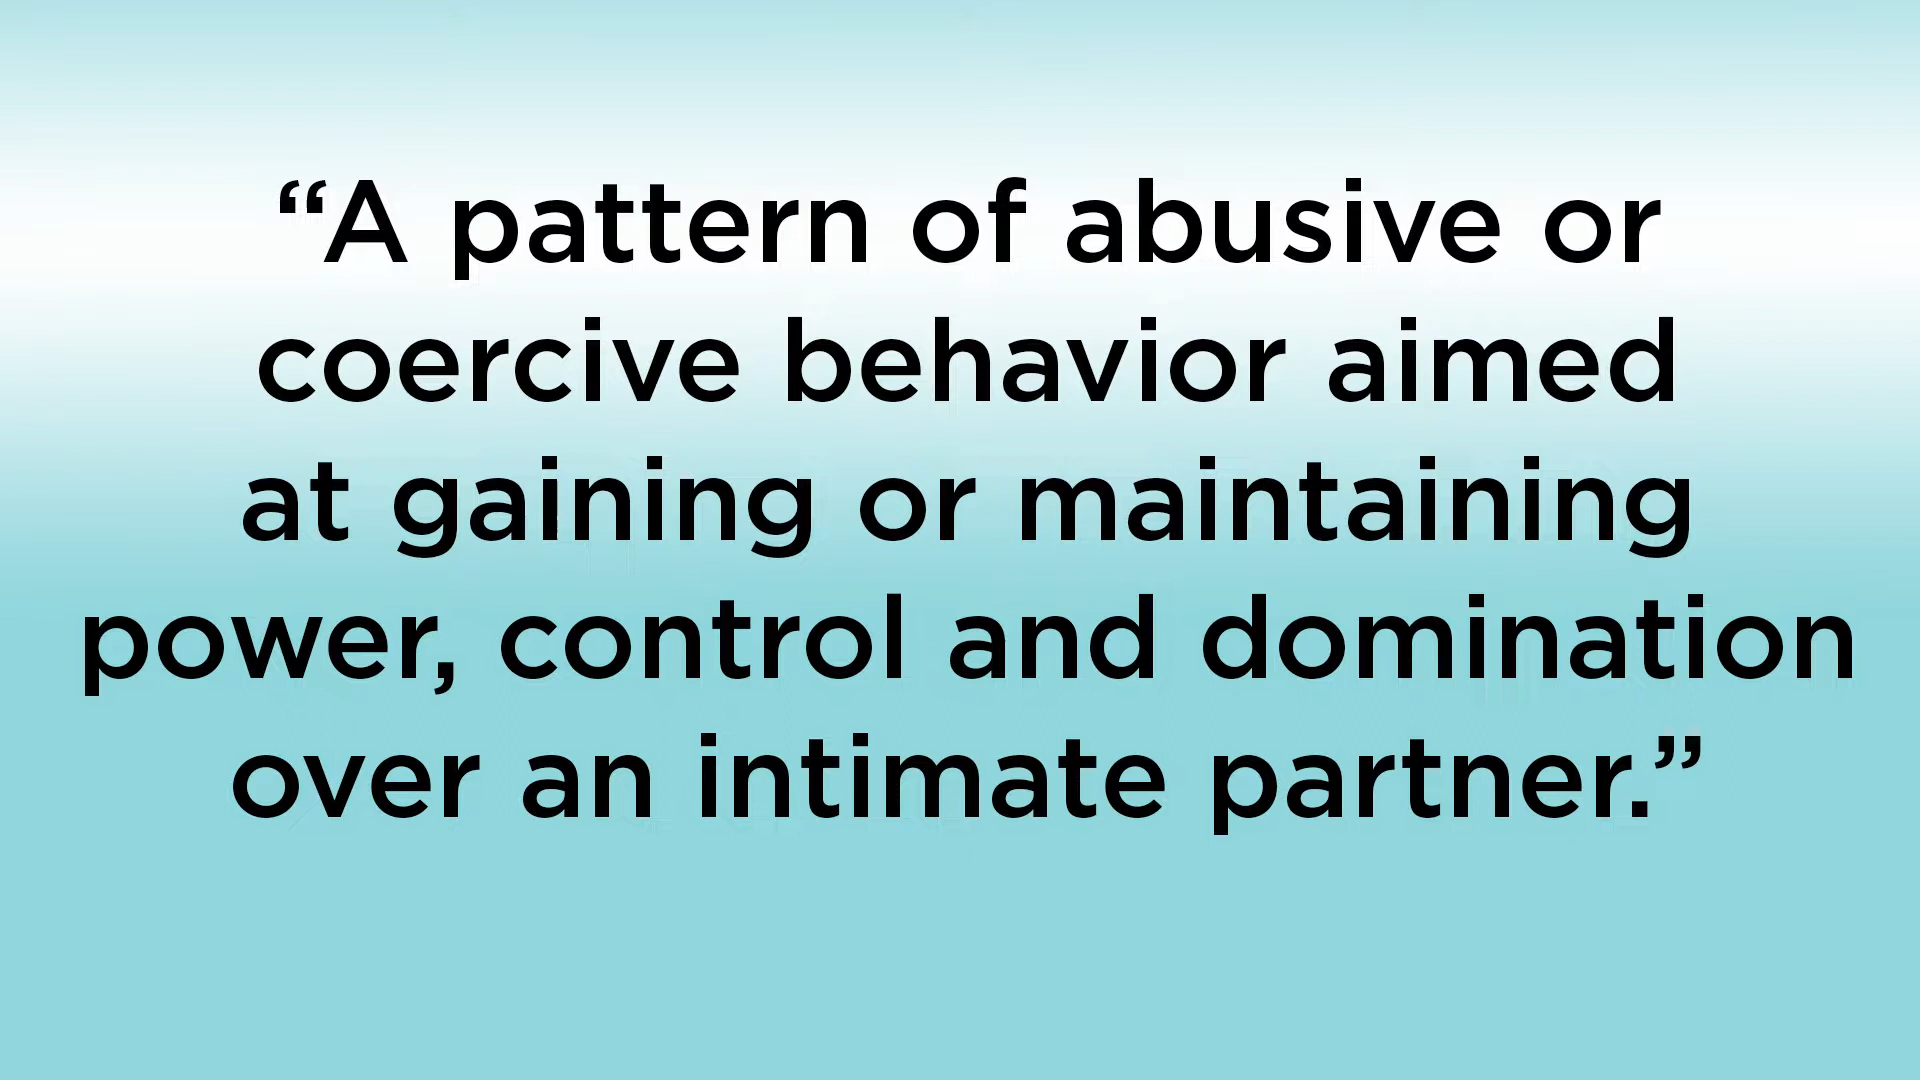 “A pattern of abusive or
coercive behavior aimed
at gaining or maintaining
power, control and domination
over an intimate partner.”